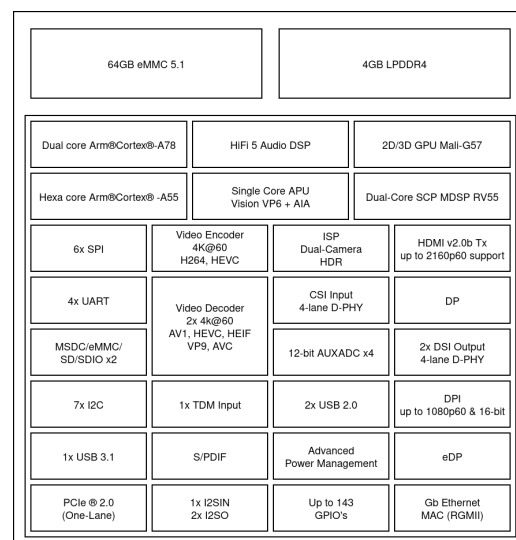 64GB eMMC 5.1
4GB LPDDR4
Dual core Arm®Cortex®-A78
HiFi 5 Audio DSP
2D/3D GPU Mali-G57
Hexa core Arm®Cortex® -A55
Single Core APU
Vision VP6 + AIA
Dual-Core SCP MDSP RV55
6x SPI
Video Encoder
4K@60
H264, HEVC
ISP
Dual-Camera
HDR
HDMI v2.0b Tx
up to 2160p60 support
4x UART
Video Decoder
2x 4k@60
AV1, HEVC, HEIF
VP9, AVC
CSI Input
4-lane D-PHY
DP
MSDC/eMMC/
SD/SDIO x2
12-bit AUXADC x4
2x DSI Output
4-lane D-PHY
7x I2C
1x TDM Input
2x USB 2.0
DPI
up to 1080p60 & 16-bit
1x USB 3.1
S/PDIF
Advanced
Power Management
eDP
PCIe ® 2.0
(One-Lane)
1x I2SIN
2x I2SO
Up to 143
GPIO's
Gb Ethernet
MAC (RGMII)